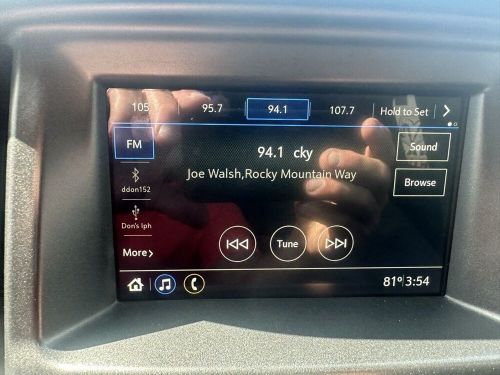 105.7 95.7 94.1 107.7 Hold to Set
FM
Sound
94.1 cky
ddon152
Joe Walsh,Rocky Mountain Way
Browse
Don's Iph
More
Tune
81° 3:54